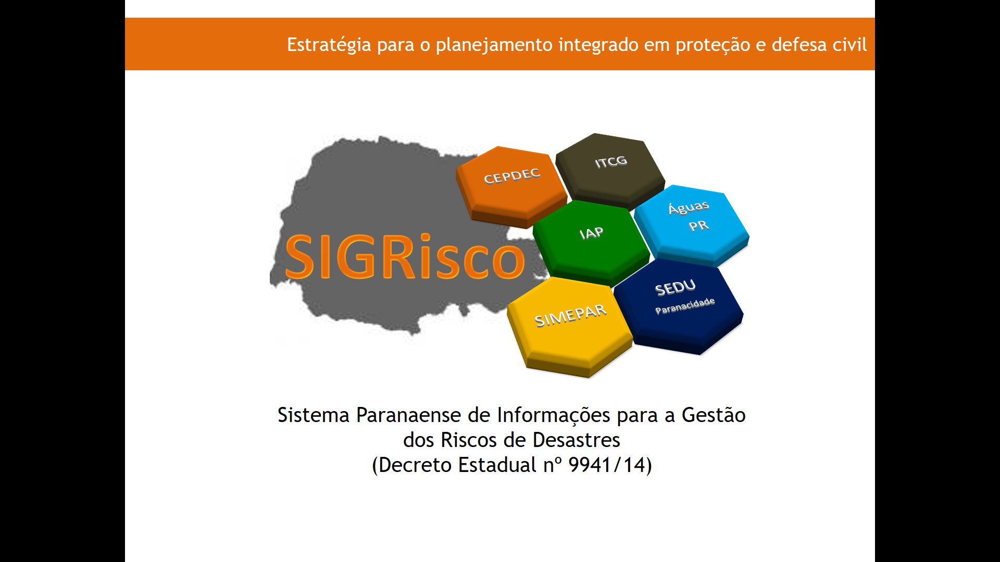 Estratégia para o planejamento integrado em proteção e defesa civil
CEPDEC
ITCG
Águas
PR
IAP
SIGRisco
SEDU
Paranacidade
SIMEPAR
Sistema Paranaense de Informações para a Gestão
dos Riscos de Desastres
(Decreto Estadual nº 9941/14)